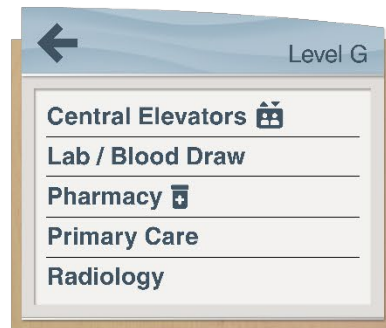 Level G
Central Elevators
Lab / Blood Draw
Pharmacy
Primary Care
Radiology